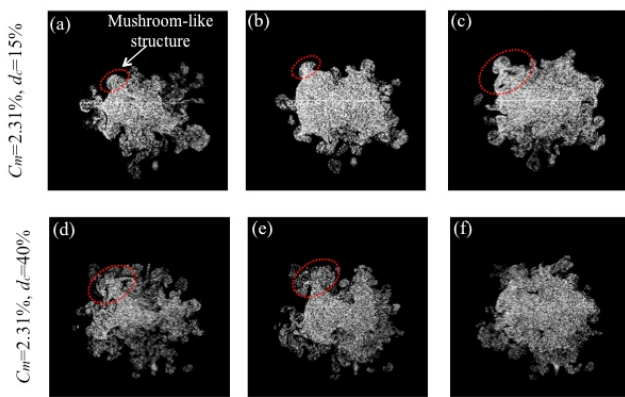 (a) Mushroom-like structure
(b)
(c)
Cm=2.31%, dc=15%
(d)
(e)
(f)
Cm=2.31%, dc=40%